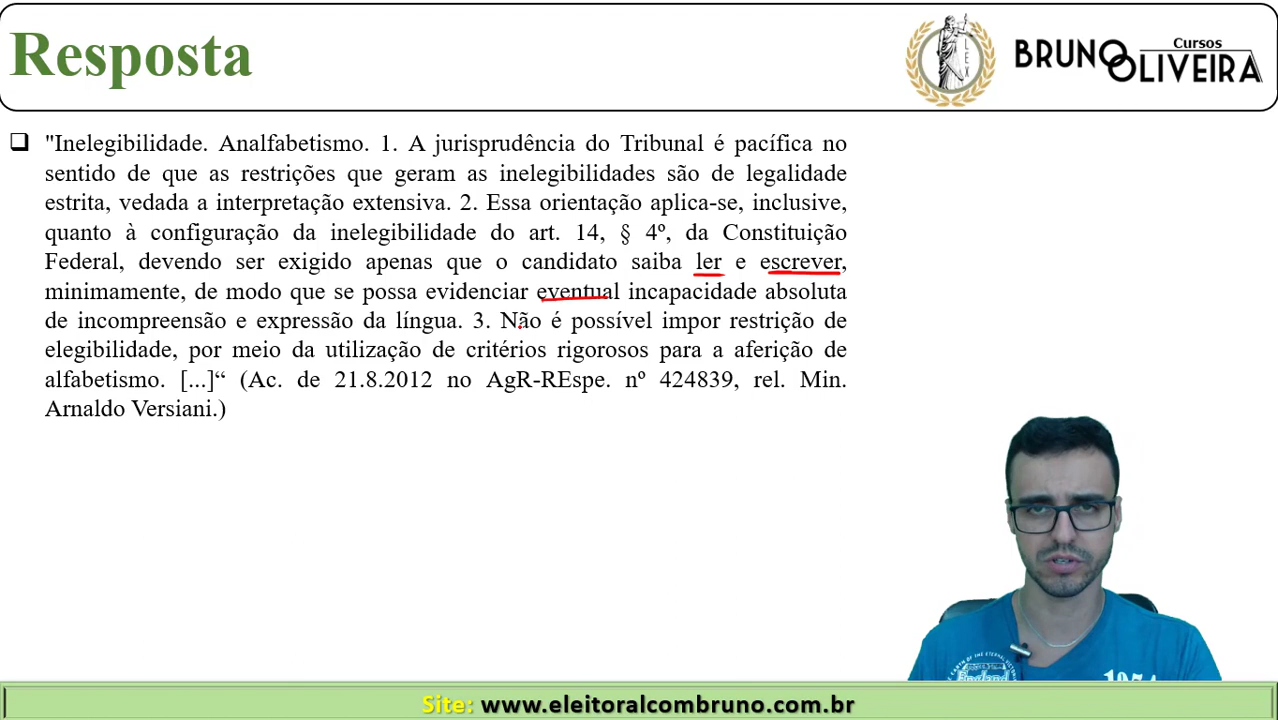 Resposta
Cursos
BRUNO OLIVEIRA
LEX
"Inelegibilidade. Analfabetismo. 1. A jurisprudência do Tribunal é pacífica no
sentido de que as restrições que geram as inelegibilidades são de legalidade
estrita, vedada a interpretação extensiva. 2. Essa orientação aplica-se, inclusive,
quanto à configuração da inelegibilidade do art. 14, § 4º, da Constituição
Federal, devendo ser exigido apenas que o candidato saiba ler e escrever,
minimamente, de modo que se possa evidenciar eventual incapacidade absoluta
de incompreensão e expressão da língua. 3. Não é possível impor restrição de
elegibilidade, por meio da utilização de critérios rigorosos para a aferição de
alfabetismo. [...]“ (Ac. de 21.8.2012 no AgR-REspe. nº 424839, rel. Min.
Arnaldo Versiani.)
Site: www.eleitoralcombruno.com.br